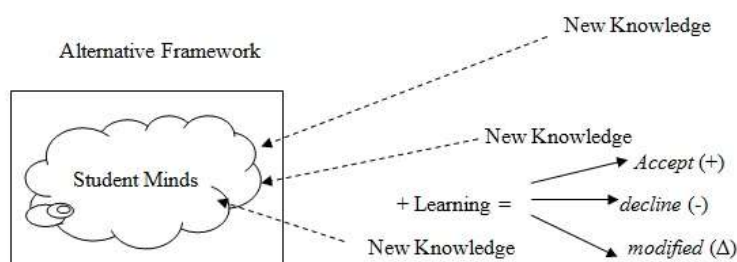 New Knowledge
Alternative Framework
New Knowledge
Accept (+)
Student Minds
+ Learning =
decline (-)
New Knowledge
modified (Δ)